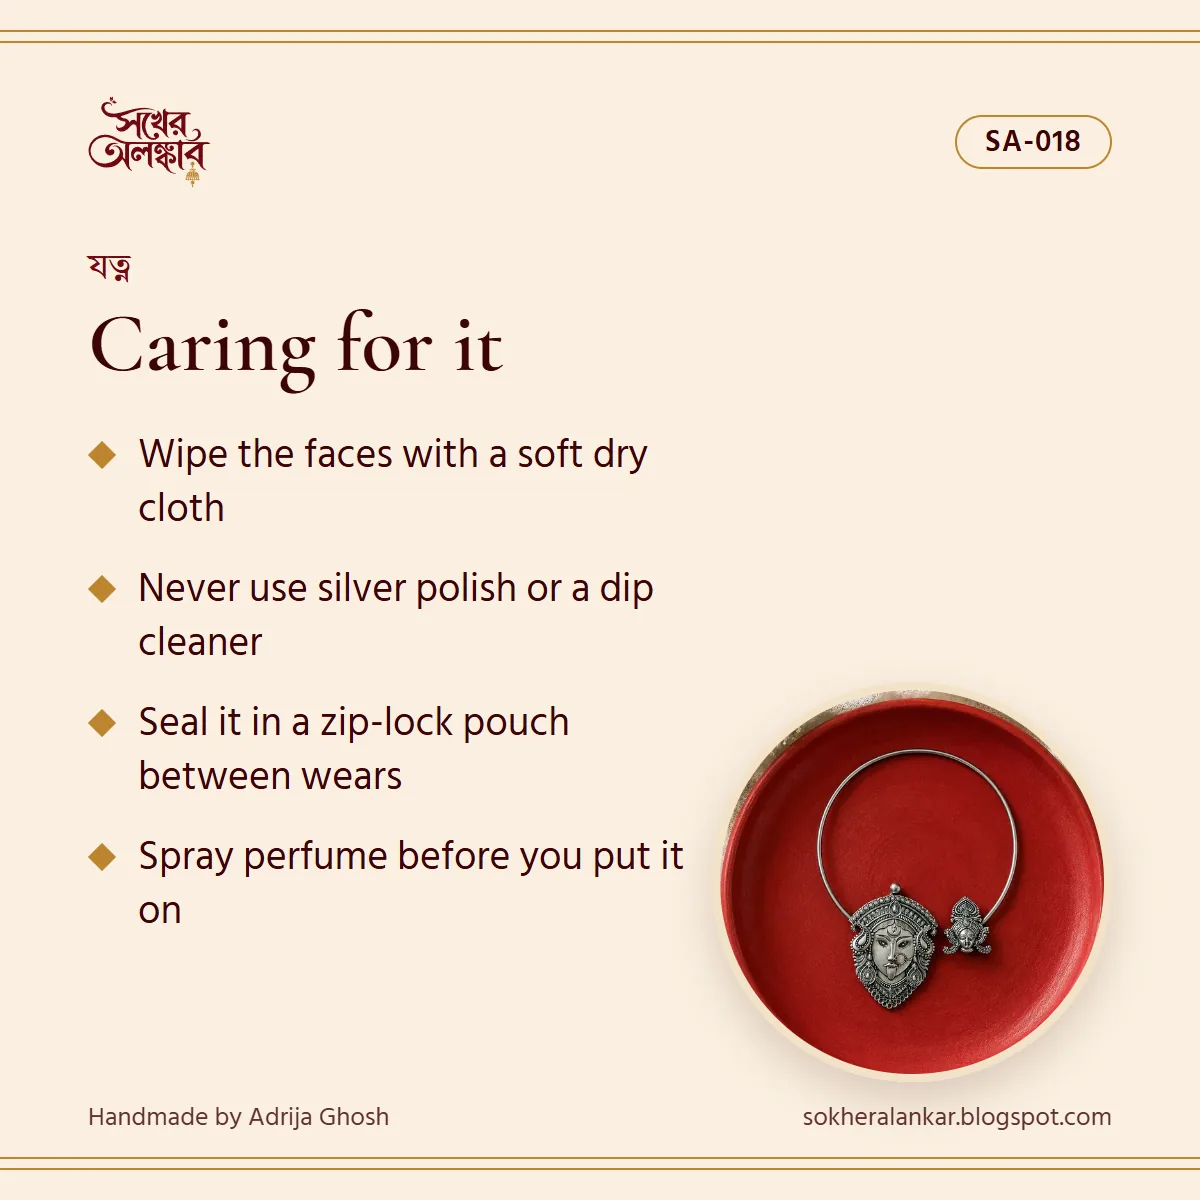 সখের
অলঙ্কার
SA-018
যত্ন
Caring for it
Wipe the faces with a soft dry
cloth
Never use silver polish or a dip
cleaner
Seal it in a zip-lock pouch
between wears
Spray perfume before you put it
on
Handmade by Adrija Ghosh
sokheralankar.blogspot.com